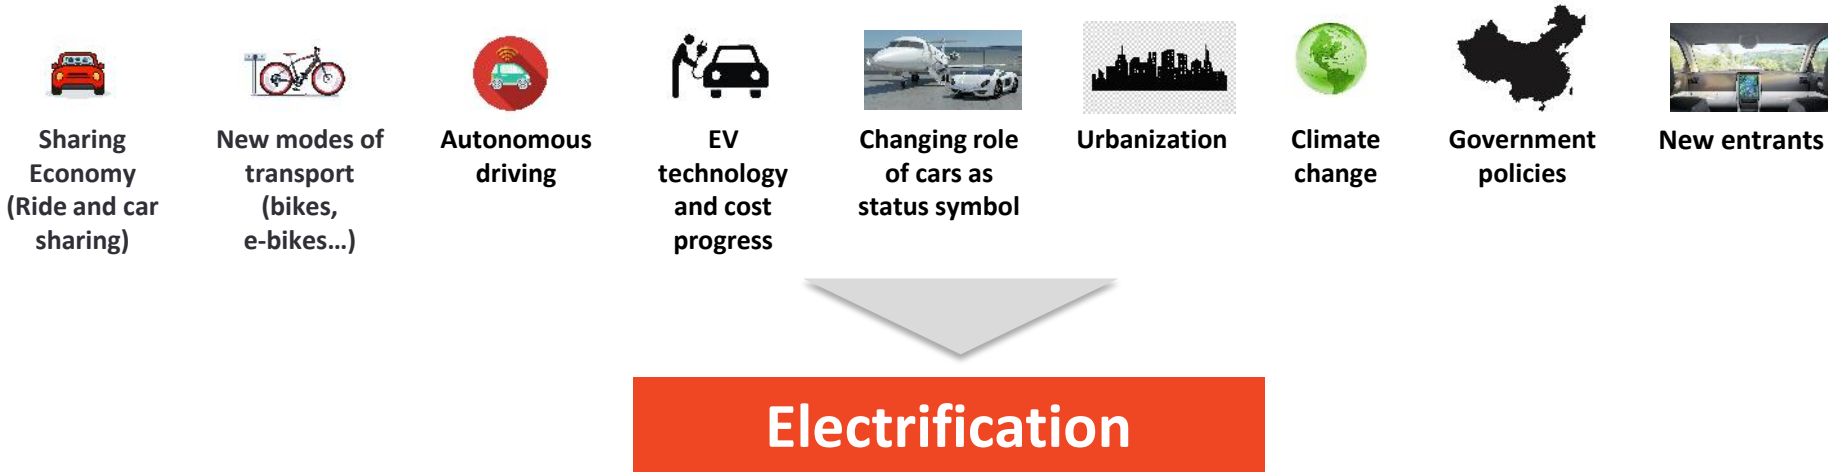 Sharing
Economy
(Ride and car
sharing)
New modes of
transport
(bikes,
e-bikes...)
Autonomous
driving
EV
technology
and cost
progress
Changing role
of cars as
status symbol
Urbanization
Climate
change
Government
policies
New entrants
Electrification